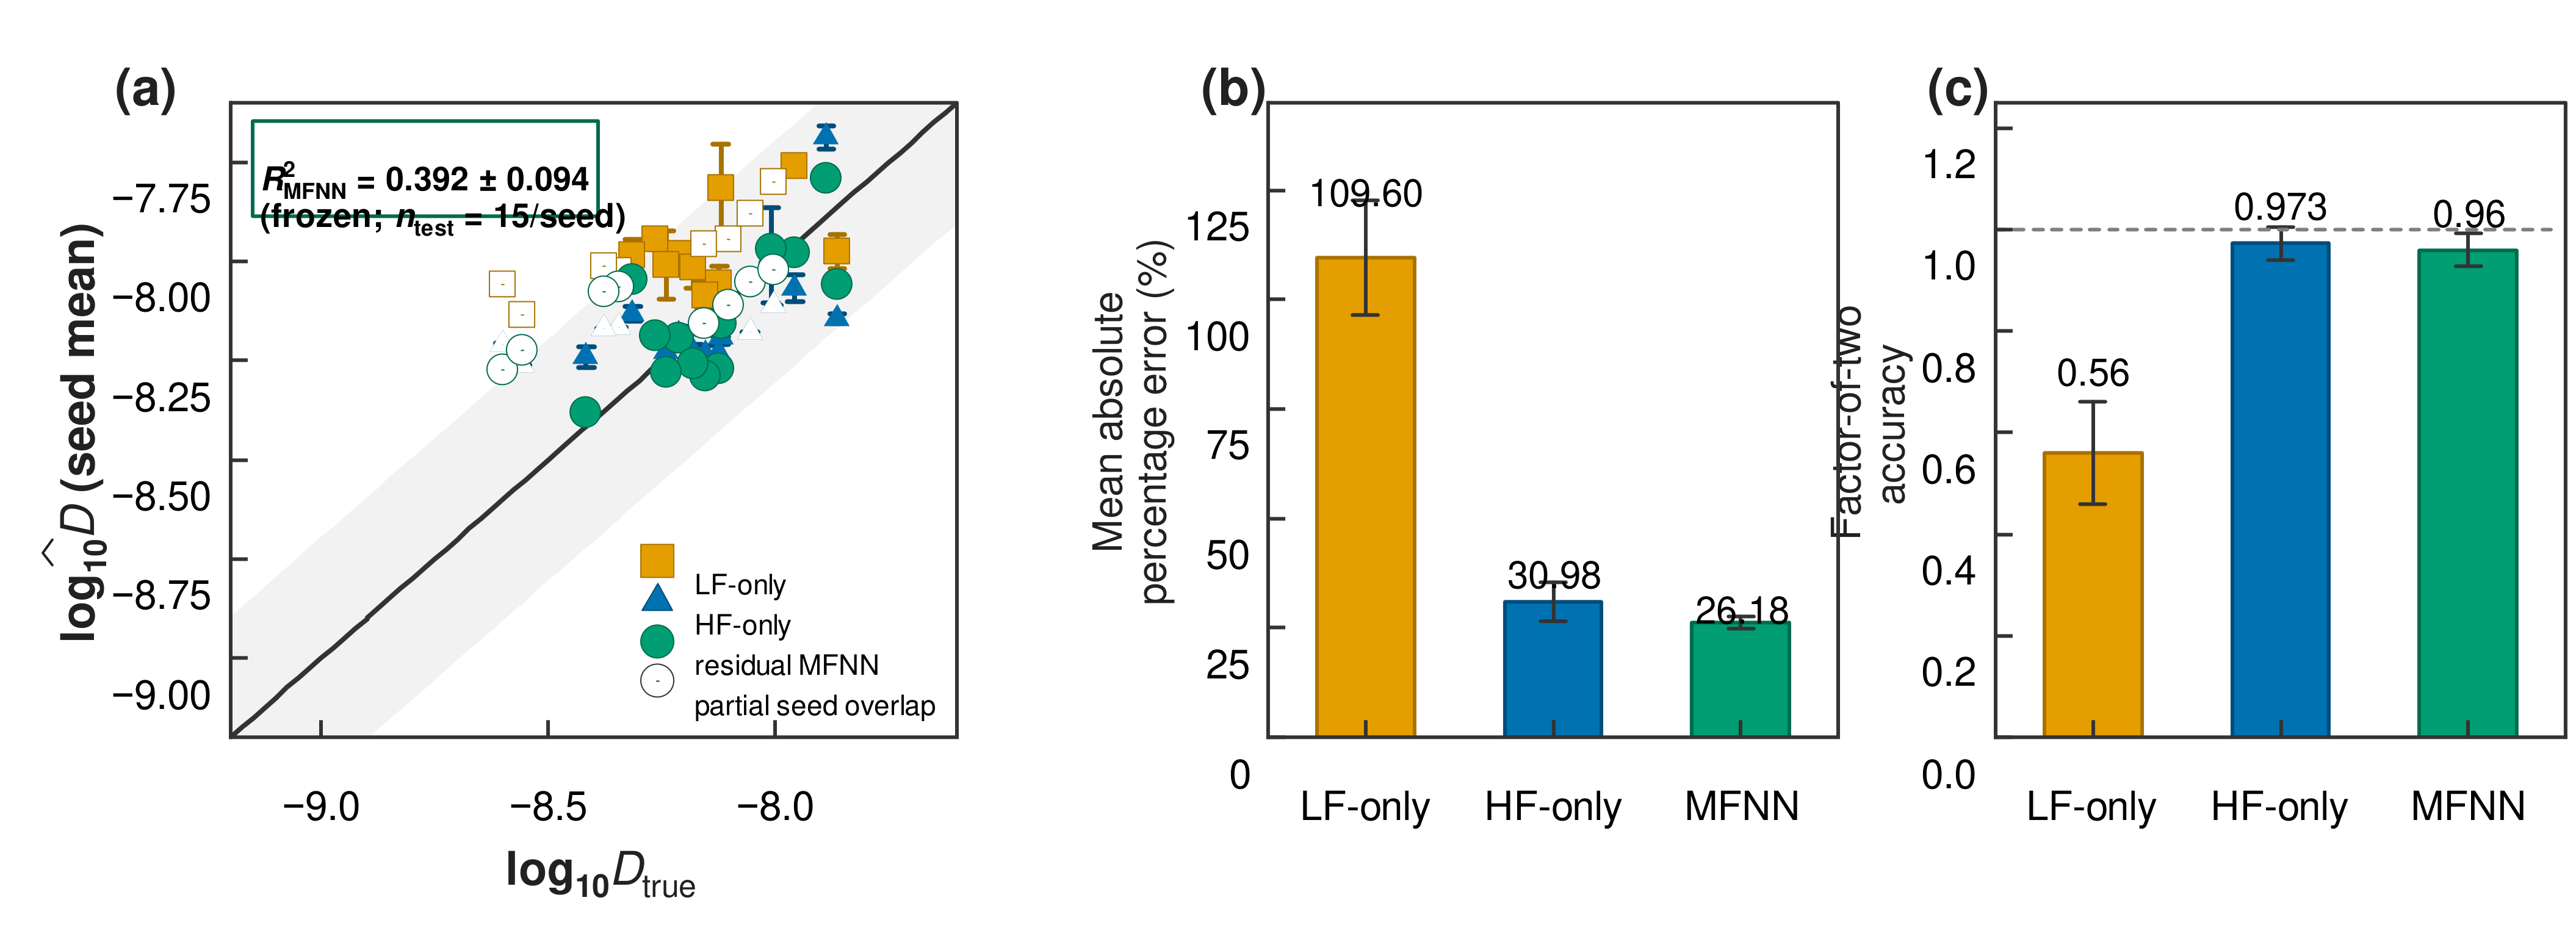 (a)
R²MFNN = 0.392 ± 0.094
(frozen; ntest = 15/seed)
−7.75
−8.00
−8.25
−8.50
−8.75
−9.00
log10D̂ (seed mean)
LF-only
HF-only
residual MFNN
partial seed overlap
−9.0
−8.5
−8.0
log10Dtrue
(b)
Mean absolute
percentage error (%)
125
100
75
50
25
0
109.60
30.98
26.18
LF-only
HF-only
MFNN
(c)
Factor-of-two
accuracy
1.2
1.0
0.8
0.6
0.4
0.2
0.0
0.56
0.973
0.96
LF-only
HF-only
MFNN